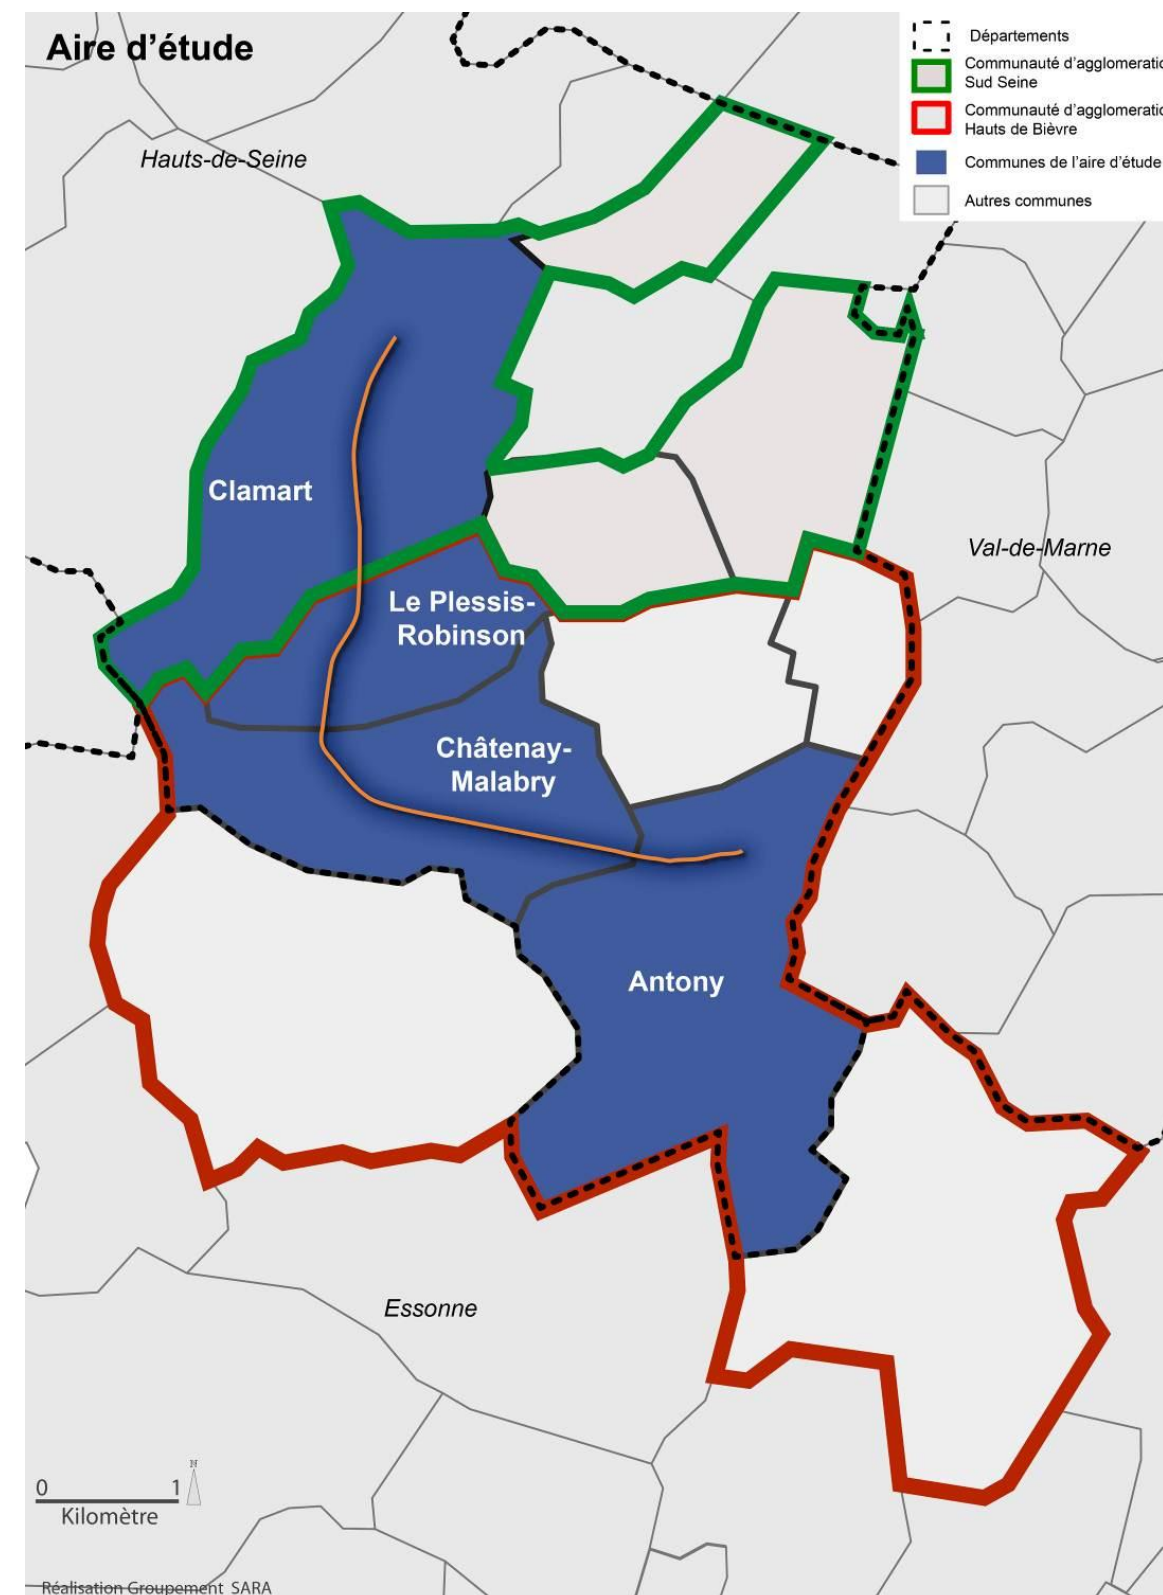 Aire d'étude
Départements
Communauté d'agglomeratio
Sud Seine
Communauté d'agglomeratio
Hauts de Bièvre
Communes de l'aire d'étude
Autres communes
Hauts-de-Seine
Clamart
Val-de-Marne
Le Plessis-
Robinson
Châtenay-
Malabry
Antony
Essonne
N
0 1
Kilomètre
Réalisation Groupement SARA